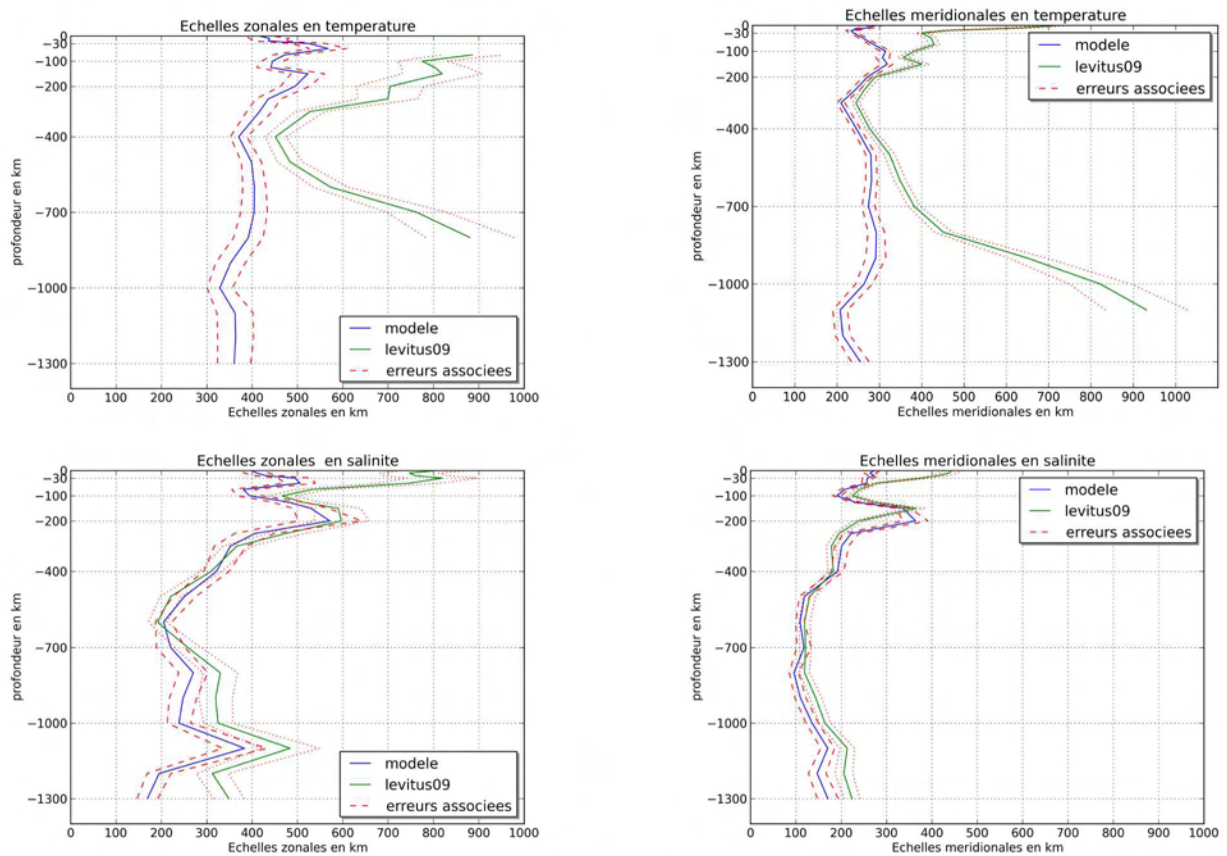 Echelles zonales en temperature
0
−30
−100
−200
−400
−700
−1000
−1300
profondeur en km
modele
levitus09
erreurs associees
0 100 200 300 400 500 600 700 800 900 1000
Echelles zonales en km
Echelles meridionales en temperature
0
−30
−100
−200
−400
−700
−1000
−1300
profondeur en km
modele
levitus09
erreurs associees
0 100 200 300 400 500 600 700 800 900 1000
Echelles meridionales en km
Echelles zonales en salinite
0
−30
−100
−200
−400
−700
−1000
−1300
profondeur en km
modele
levitus09
erreurs associees
0 100 200 300 400 500 600 700 800 900 1000
Echelles zonales en km
Echelles meridionales en salinite
0
−30
−100
−200
−400
−700
−1000
−1300
profondeur en km
modele
levitus09
erreurs associees
0 100 200 300 400 500 600 700 800 900 1000
Echelles meridionales en km